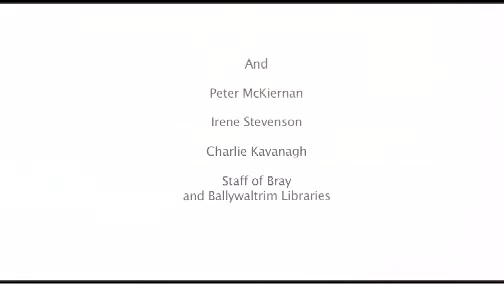 And
Peter McKiernan
Irene Stevenson
Charlie Kavanagh
Staff of Bray
and Ballywaltrim Libraries